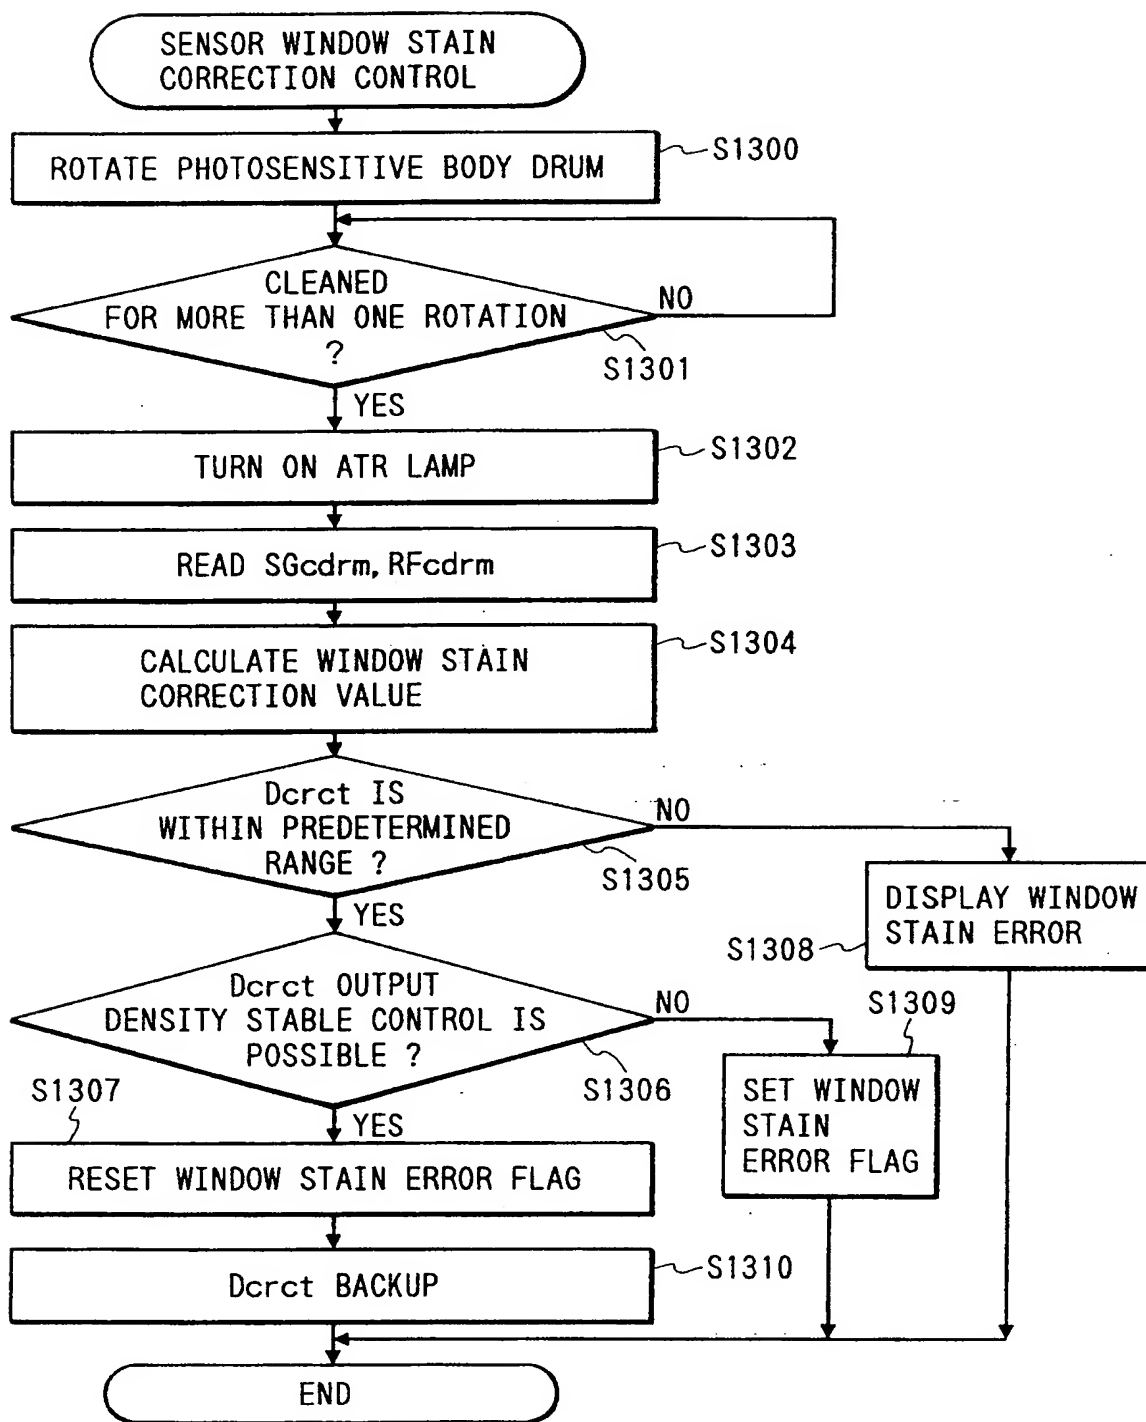 SENSOR WINDOW STAIN
CORRECTION CONTROL
ROTATE PHOTOSENSITIVE BODY DRUM
S1300
CLEANED
FOR MORE THAN ONE ROTATION
?
NO
S1301
YES
TURN ON ATR LAMP
S1302
READ SGcdrm, RFcdrm
S1303
CALCULATE WINDOW STAIN
CORRECTION VALUE
S1304
Dcrct IS
WITHIN PREDETERMINED
RANGE ?
NO
S1305
YES
DISPLAY WINDOW
STAIN ERROR
S1308
Dcrct OUTPUT
DENSITY STABLE CONTROL IS
POSSIBLE ?
NO
S1306
YES
S1309
SET WINDOW
STAIN
ERROR FLAG
S1307
RESET WINDOW STAIN ERROR FLAG
Dcrct BACKUP
S1310
END